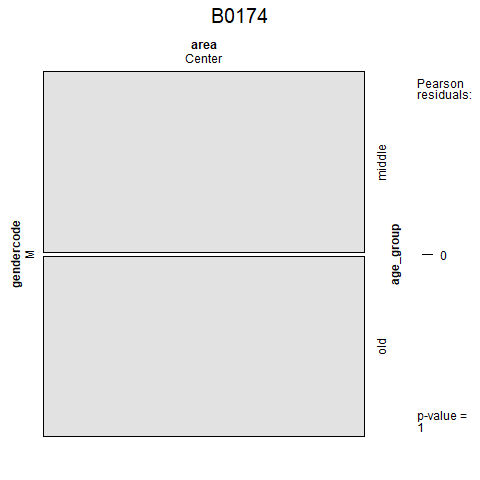 B0174
area
Center
Pearson
residuals:
middle
gendercode
M
age_group
0
old
p-value =
1